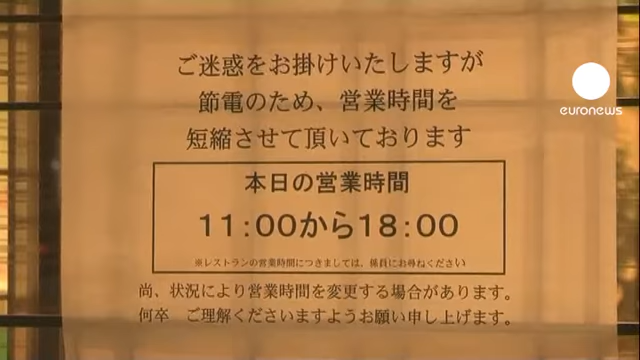 ご迷惑をお掛けいたしますが
節電のため、営業時間を
短縮させて頂いております
本日の営業時間
11:00から18:00
※レストランの営業時間につきましては、係員にお尋ねください
尚、状況により営業時間を変更する場合があります。
何卒　ご理解くださいますようお願い申し上げます。
euronews